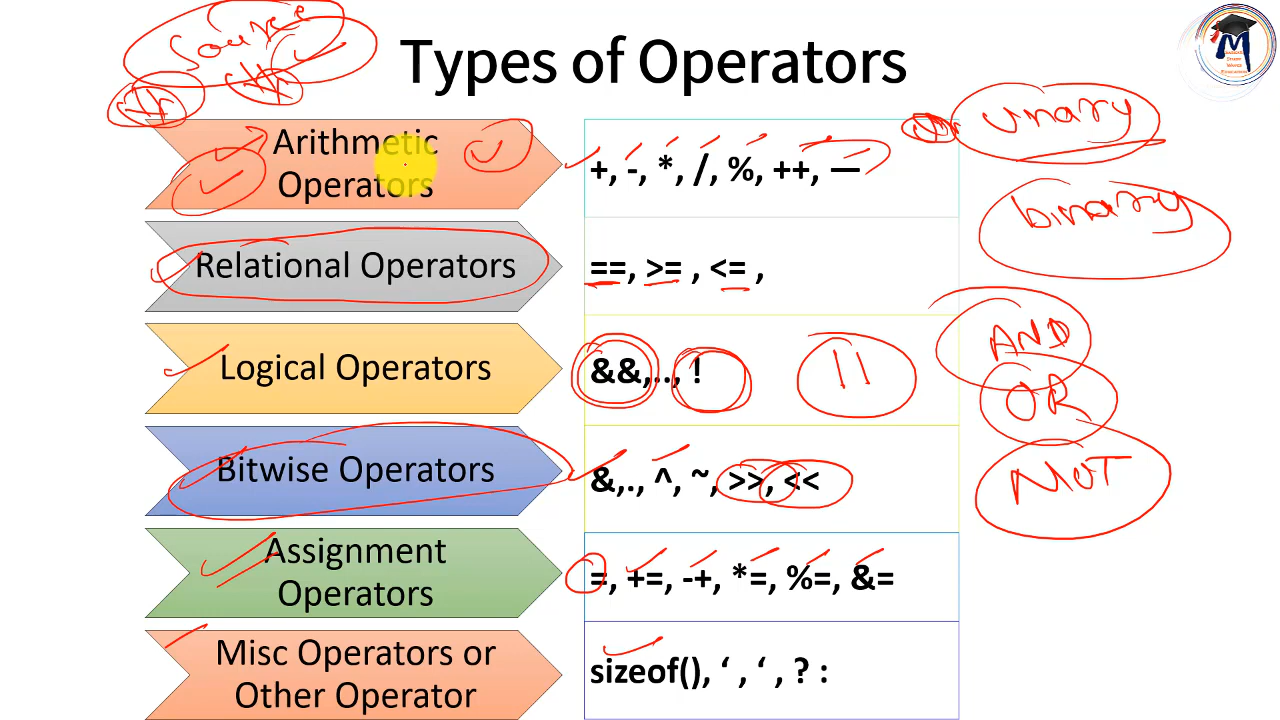 Source
Types of Operators
Arithmetic
Operators
+, -, *, /, %, ++, —
unary
binary
Relational Operators
==, >= , <= ,
Logical Operators
&&,.., !
||
AND
OR
NOT
Bitwise Operators
&,., ^, ~, >>, <<
Assignment
Operators
=, +=, -+, *=, %=, &=
Misc Operators or
Other Operator
sizeof(), ‘ , ‘ , ? :